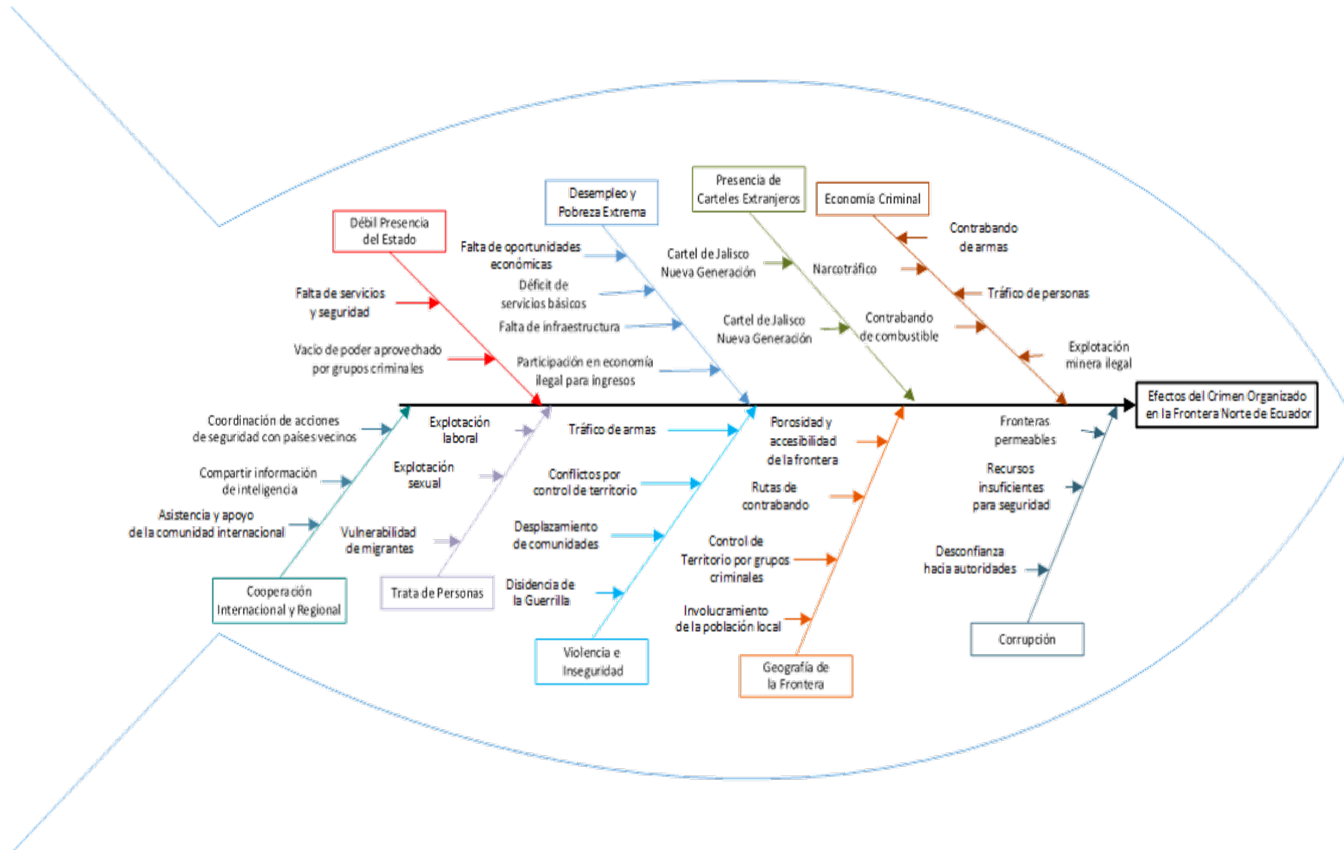 Presencia de
Carteles Extranjeros
Economía Criminal
Desempleo y
Pobreza Extrema
Débil Presencia
del Estado
Contrabando
de armas
Falta de oportunidades
económicas
Cartel de Jalisco
Nueva Generación
Narcotráfico
Déficit de
servicios básicos
Tráfico de personas
Falta de servicios
y seguridad
Falta de infraestructura
Cartel de Jalisco
Nueva Generación
Contrabando
de combustible
Vacio de poder aprovechado
por grupos criminales
Participación en economía
ilegal para ingresos
Explotación
minera ilegal
Efectos del Crimen Organizado
en la Frontera Norte de Ecuador
Coordinación de acciones
de seguridad con países vecinos
Explotación
laboral
Tráfico de armas
Porosidad y
accesibilidad
de la frontera
Fronteras
permeables
Compartir información
de inteligencia
Explotación
sexual
Conflictos por
control de territorio
Rutas de
contrabando
Recursos
insuficientes
para seguridad
Asistencia y apoyo
de la comunidad internacional
Vulnerabilidad
de migrantes
Desplazamiento
de comunidades
Control de
Territorio por grupos
criminales
Desconfianza
hacia autoridades
Cooperación
Internacional y Regional
Trata de Personas
Disidencia de
la Guerrilla
Involucramiento
de la población local
Violencia e
Inseguridad
Geografía de
la Frontera
Corrupción